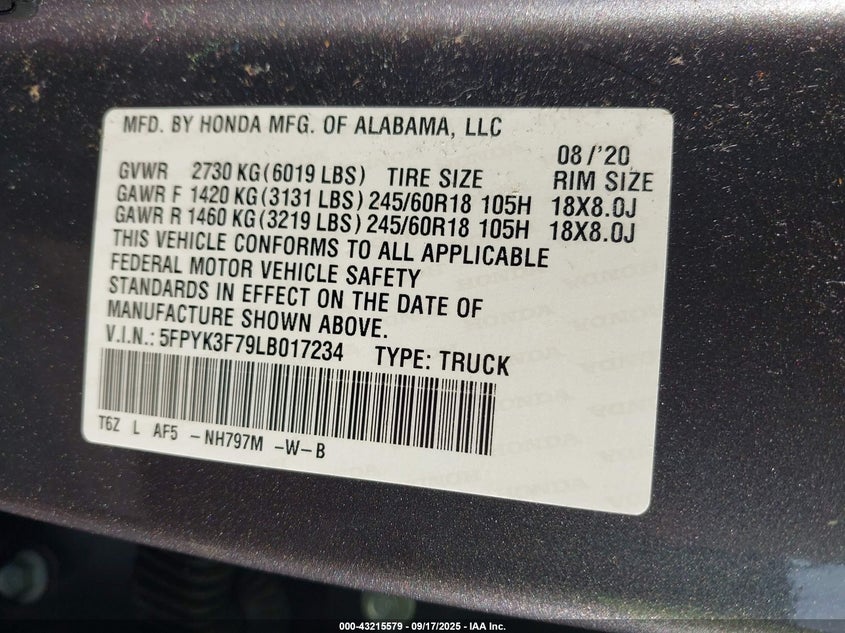 MFD. BY HONDA MFG. OF ALABAMA, LLC
08/'20
GVWR 2730 KG(6019 LBS) TIRE SIZE RIM SIZE
GAWR F 1420 KG(3131 LBS) 245/60R18 105H 18X8.0J
GAWR R 1460 KG(3219 LBS) 245/60R18 105H 18X8.0J
THIS VEHICLE CONFORMS TO ALL APPLICABLE
FEDERAL MOTOR VEHICLE SAFETY
STANDARDS IN EFFECT ON THE DATE OF
MANUFACTURE SHOWN ABOVE.
V.I.N.: 5FPYK3F79LB017234 TYPE: TRUCK
T6Z L AF5 -NH797M -W-B
000-43215579 | 09/17/2025 | IAA Inc.